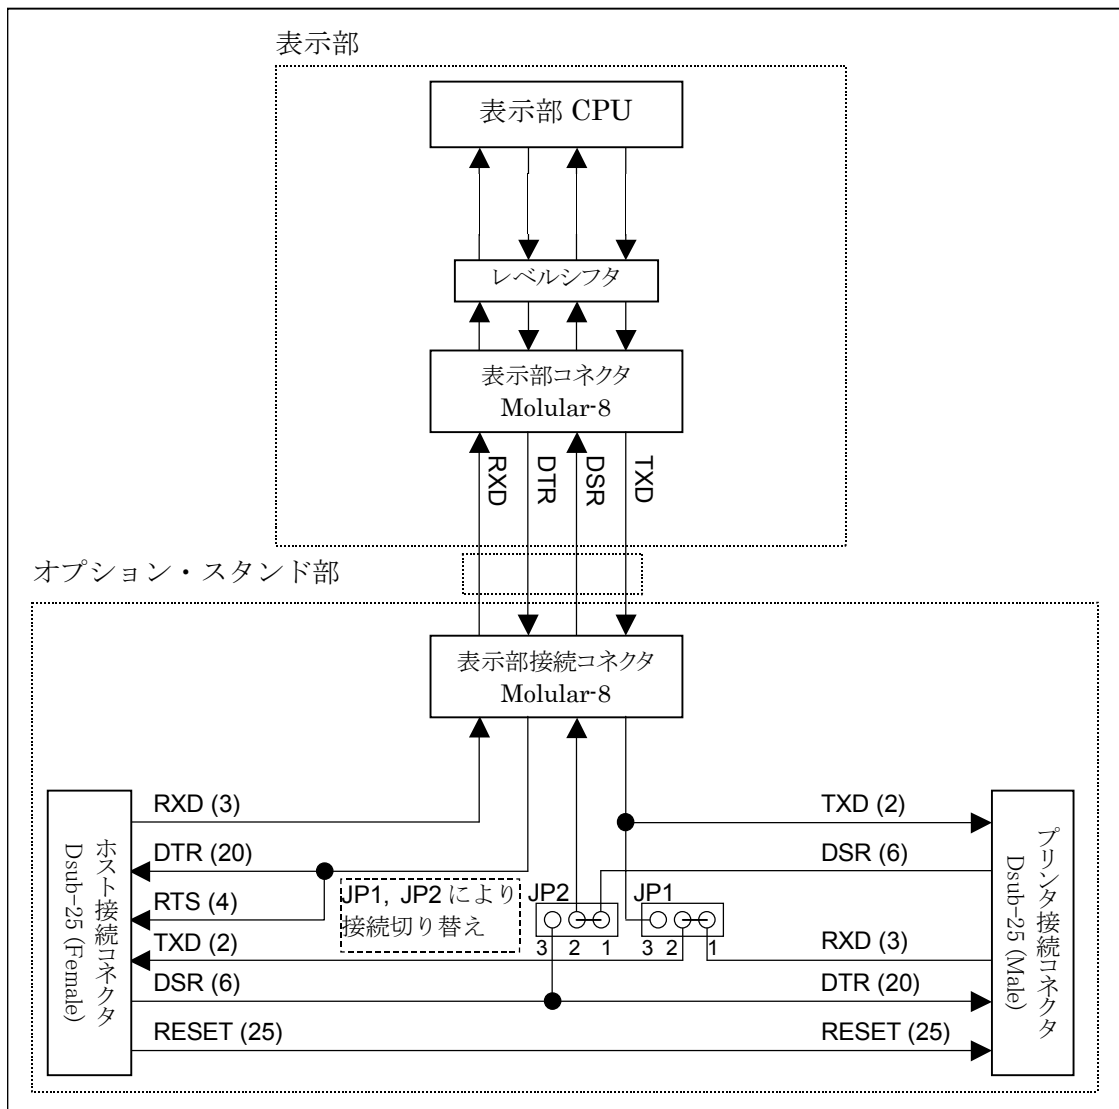 表示部
表示部 CPU
レベルシフタ
表示部コネクタ
Molular-8
RXD
DTR
DSR
TXD
オプション・スタンド部
表示部接続コネクタ
Molular-8
ホスト接続コネクタ
Dsub-25 (Female)
RXD (3)
DTR (20)
RTS (4)
TXD (2)
DSR (6)
RESET (25)
JP1, JP2 により
接続切り替え
JP2
3 2 1
JP1
3 2 1
TXD (2)
DSR (6)
RXD (3)
DTR (20)
RESET (25)
プリンタ接続コネクタ
Dsub-25 (Male)